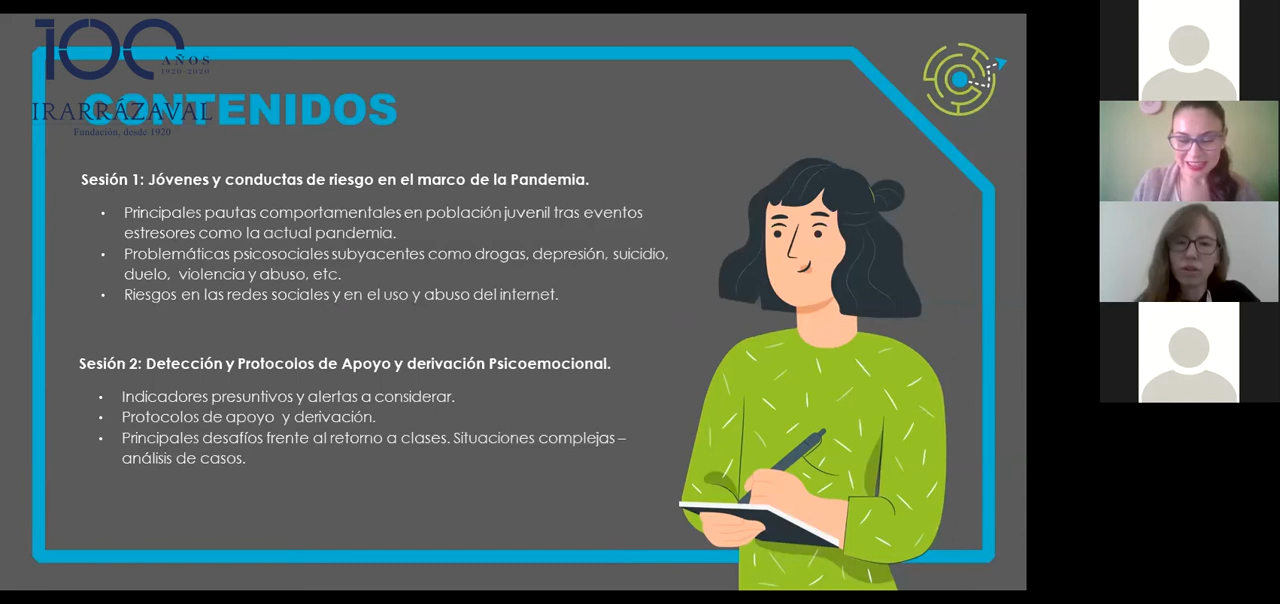 100
AÑOS
1920-2020
IRARRÁZAVAL
Fundación, desde 1920
CONTENIDOS
Sesión 1: Jóvenes y conductas de riesgo en el marco de la Pandemia.
• Principales pautas comportamentales en población juvenil tras eventos
estresores como la actual pandemia.
• Problemáticas psicosociales subyacentes como drogas, depresión, suicidio,
duelo, violencia y abuso, etc.
• Riesgos en las redes sociales y en el uso y abuso del internet.
Sesión 2: Detección y Protocolos de Apoyo y derivación Psicoemocional.
• Indicadores presuntivos y alertas a considerar.
• Protocolos de apoyo y derivación.
• Principales desafíos frente al retorno a clases. Situaciones complejas –
análisis de casos.